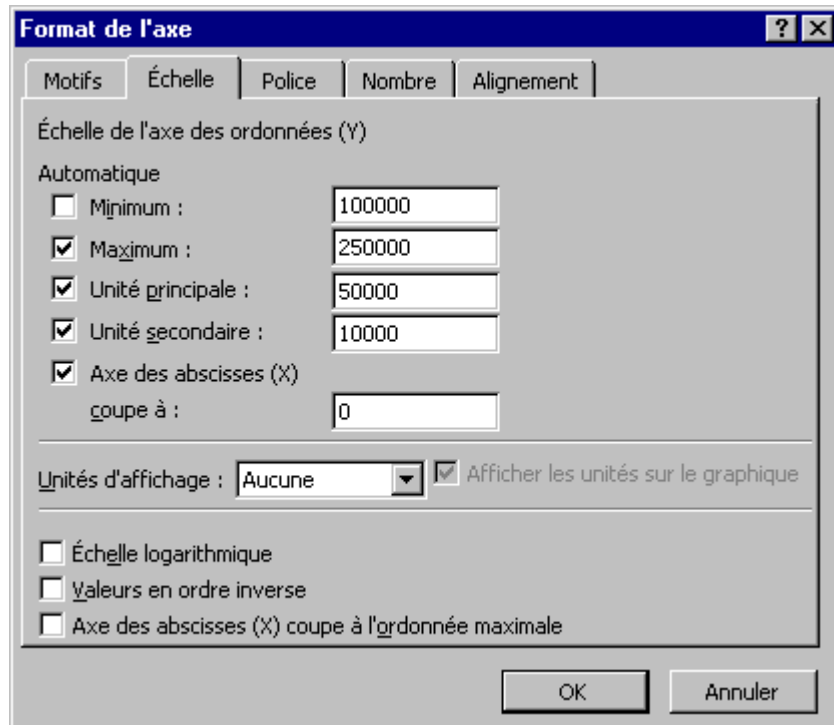 Format de l'axe
Motifs Échelle Police Nombre Alignement
Échelle de l'axe des ordonnées (Y)
Automatique
Minimum : 100000
Maximum : 250000
Unité principale : 50000
Unité secondaire : 10000
Axe des abscisses (X)
coupe à : 0
Unités d'affichage : Aucune Afficher les unités sur le graphique
Échelle logarithmique
Valeurs en ordre inverse
Axe des abscisses (X) coupe à l'ordonnée maximale
OK Annuler